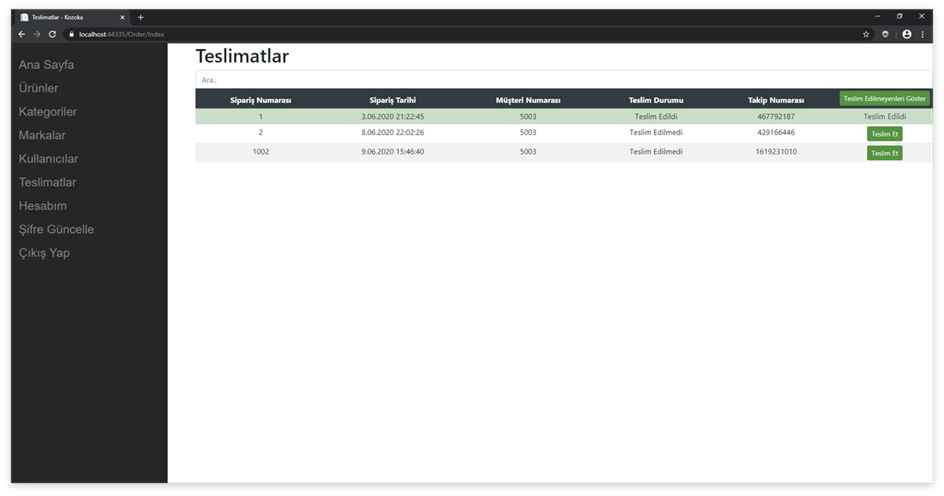 Teslimatlar - Kozoka
localhost:44335/Order/Index
Ana Sayfa
Ürünler
Kategoriler
Markalar
Kullanıcılar
Teslimatlar
Hesabım
Şifre Güncelle
Çıkış Yap
Teslimatlar
Ara..
Sipariş Numarası Sipariş Tarihi Müşteri Numarası Teslim Durumu Takip Numarası Teslim Edilmeyenleri Göster
1 3.06.2020 21:22:45 5003 Teslim Edildi 467792187 Teslim Edildi
2 8.06.2020 22:02:26 5003 Teslim Edilmedi 429166446 Teslim Et
1002 9.06.2020 15:46:40 5003 Teslim Edilmedi 1619231010 Teslim Et